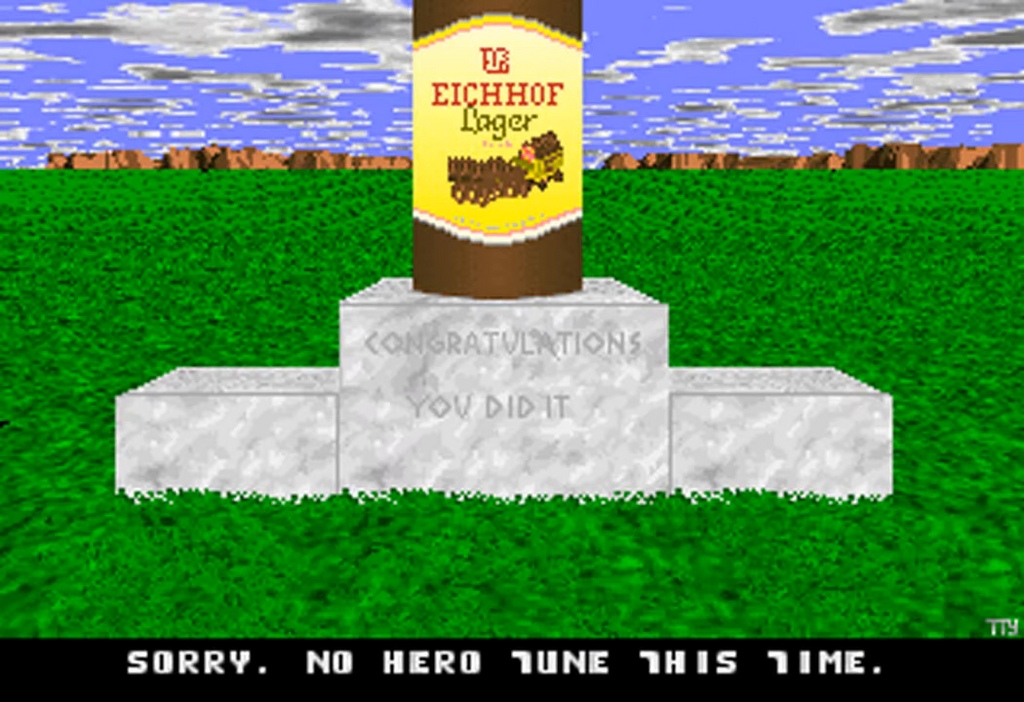 EICHHOF
Lager
CONGRATULATIONS
YOU DID IT
TTY
SORRY. NO HERO TUNE THIS TIME.